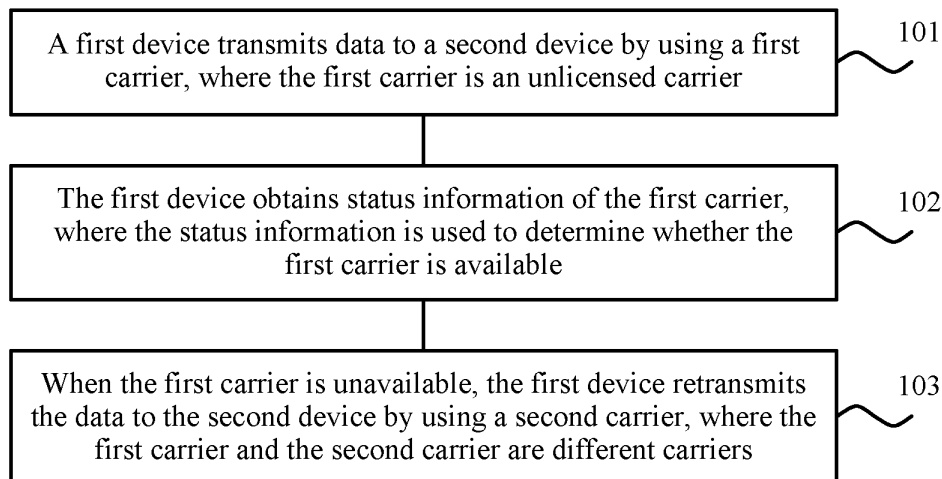 A first device transmits data to a second device by using a first
carrier, where the first carrier is an unlicensed carrier
101
The first device obtains status information of the first carrier,
where the status information is used to determine whether the
first carrier is available
102
When the first carrier is unavailable, the first device retransmits
the data to the second device by using a second carrier, where the
first carrier and the second carrier are different carriers
103